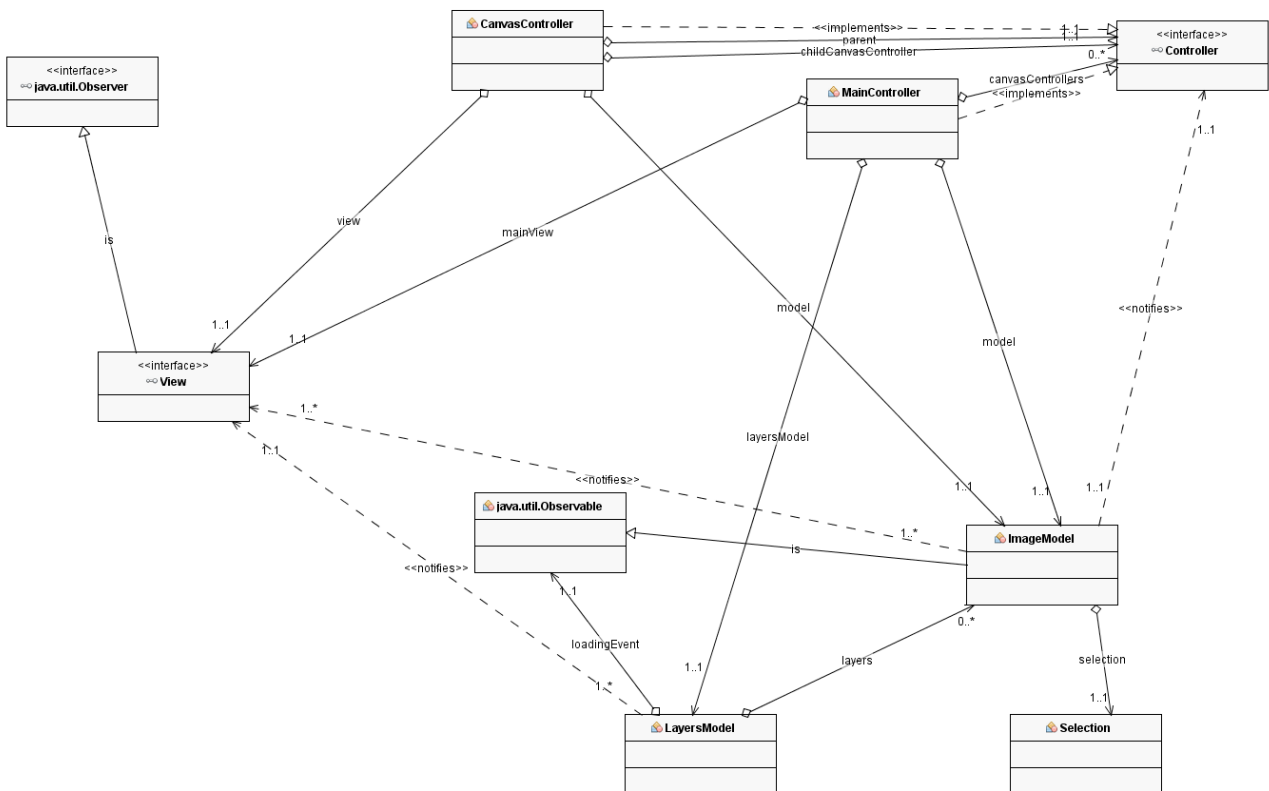 CanvasController
<<implements>>
1..1
parent
1..1
childCanvasController
<<interface>>
Controller
0..*
canvasControllers
<<implements>>
MainController
<<interface>>
java.util.Observer
1..1
is
view
mainView
model
<<notifies>>
model
1..1
1..1
<<interface>>
View
1..*
1..1
layersModel
<<notifies>>
1..1
1..1
1..1
java.util.Observable
1..*
ImageModel
is
<<notifies>>
1..1
loadingEvent
0..*
layers
selection
1..1
1..*
1..1
LayersModel
Selection